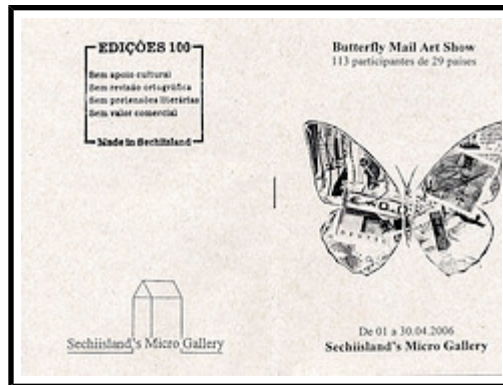 EDIÇÕES 100
Sem apoio cultural
Sem revisão ortográfica
Sem pretensões literárias
Sem valor comercial
Made in Sechiisland
Sechiisland's Micro Gallery
Butterfly Mail Art Show
113 participantes de 29 países
De 01 a 30.04.2006
Sechiisland's Micro Gallery